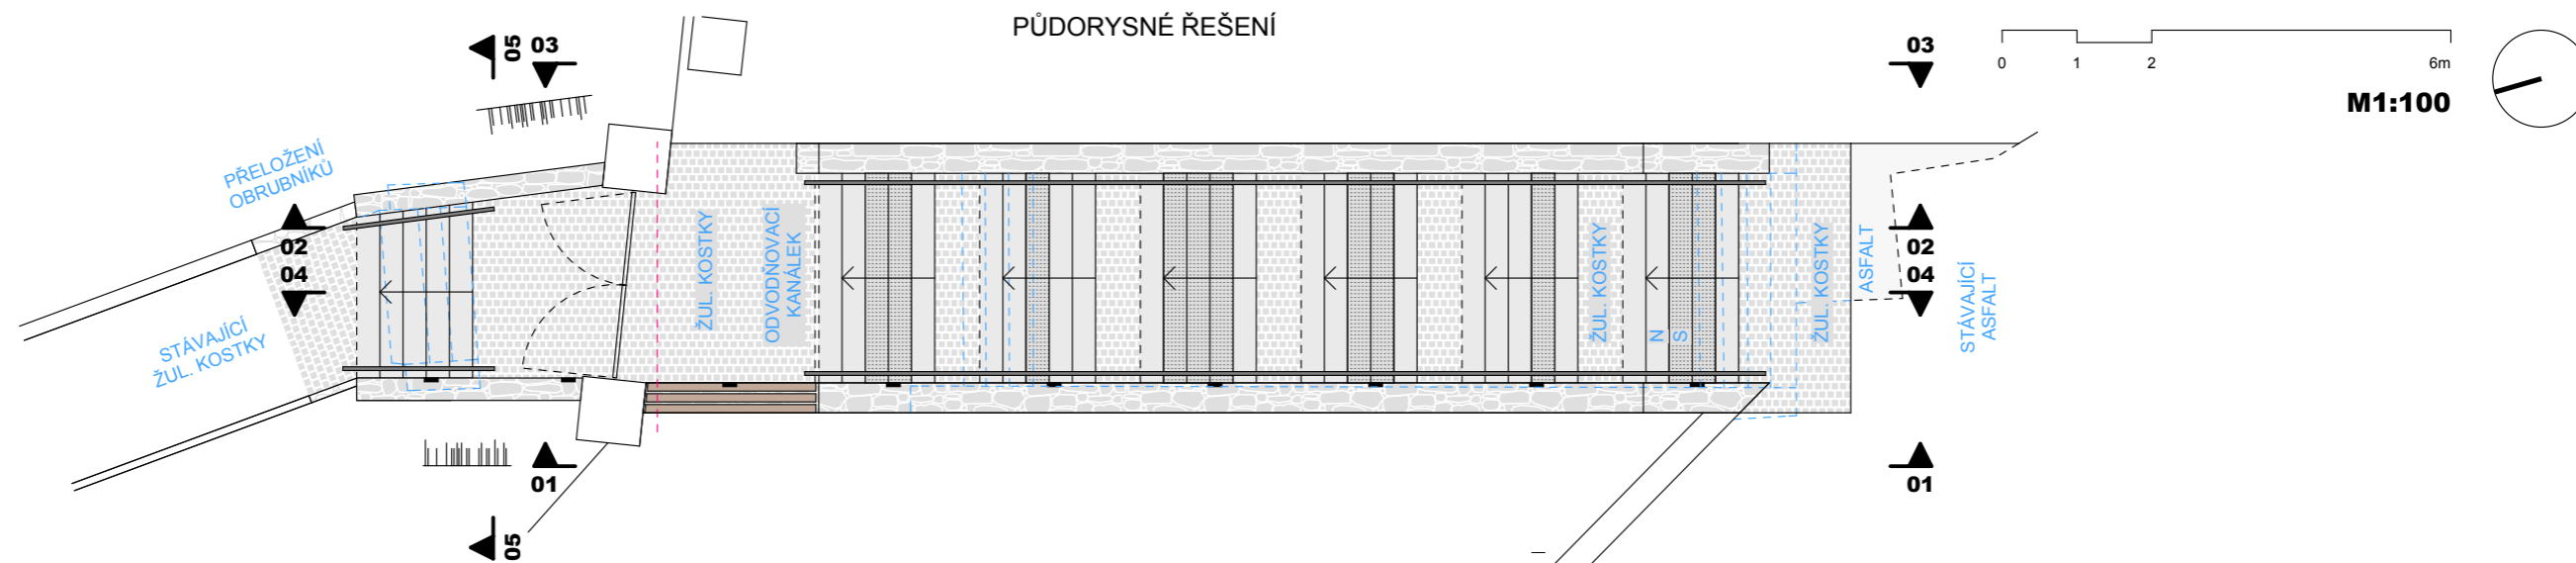 PŮDORYSNÉ ŘEŠENÍ
05
03
03
0
1
2
6m
M1:100
PŘELOŽENÍ
OBRUBNÍKŮ
02
04
STÁVAJÍCÍ
ŽUL. KOSTKY
ŽUL. KOSTKY
ODVODŇOVACÍ
KANÁLEK
ŽUL. KOSTKY
N
S
ŽUL. KOSTKY
ASFALT
02
04
STÁVAJÍCÍ
ASFALT
01
05
01